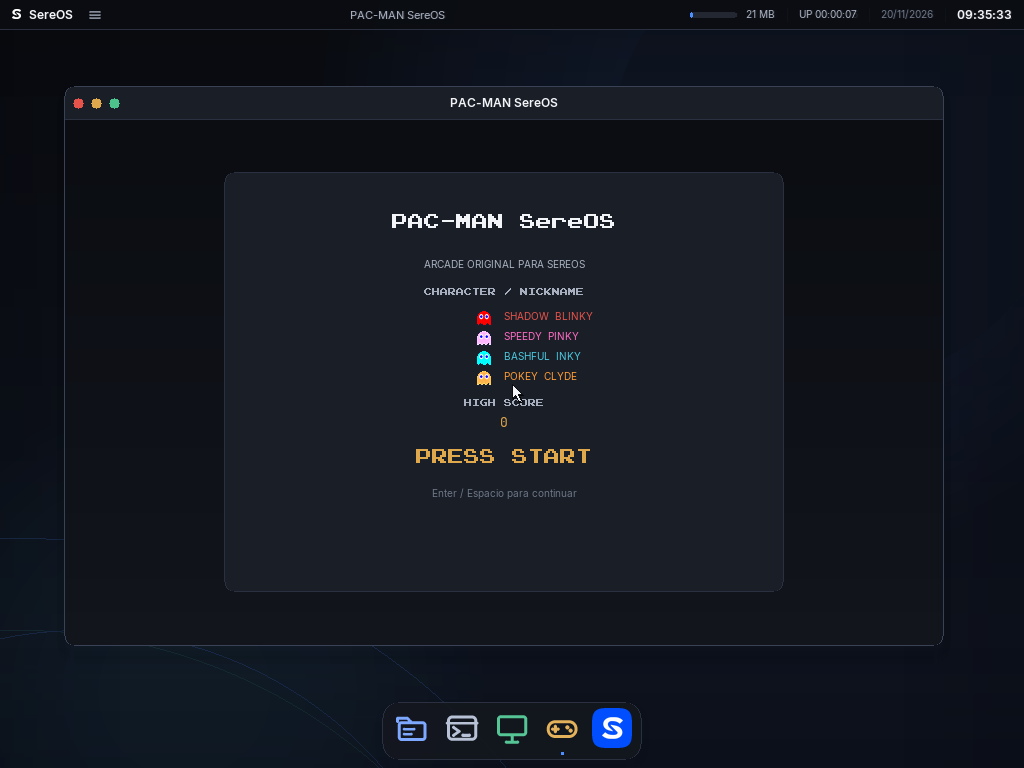 SereOS PAC-MAN SereOS 21 MB UP 00:00:07 20/11/2026 09:35:33
PAC-MAN SereOS
PAC-MAN SereOS
ARCADE ORIGINAL PARA SEREOS
CHARACTER / NICKNAME
SHADOW BLINKY
SPEEDY PINKY
BASHFUL INKY
POKEY CLYDE
HIGH SCORE
0
PRESS START
Enter / Espacio para continuar